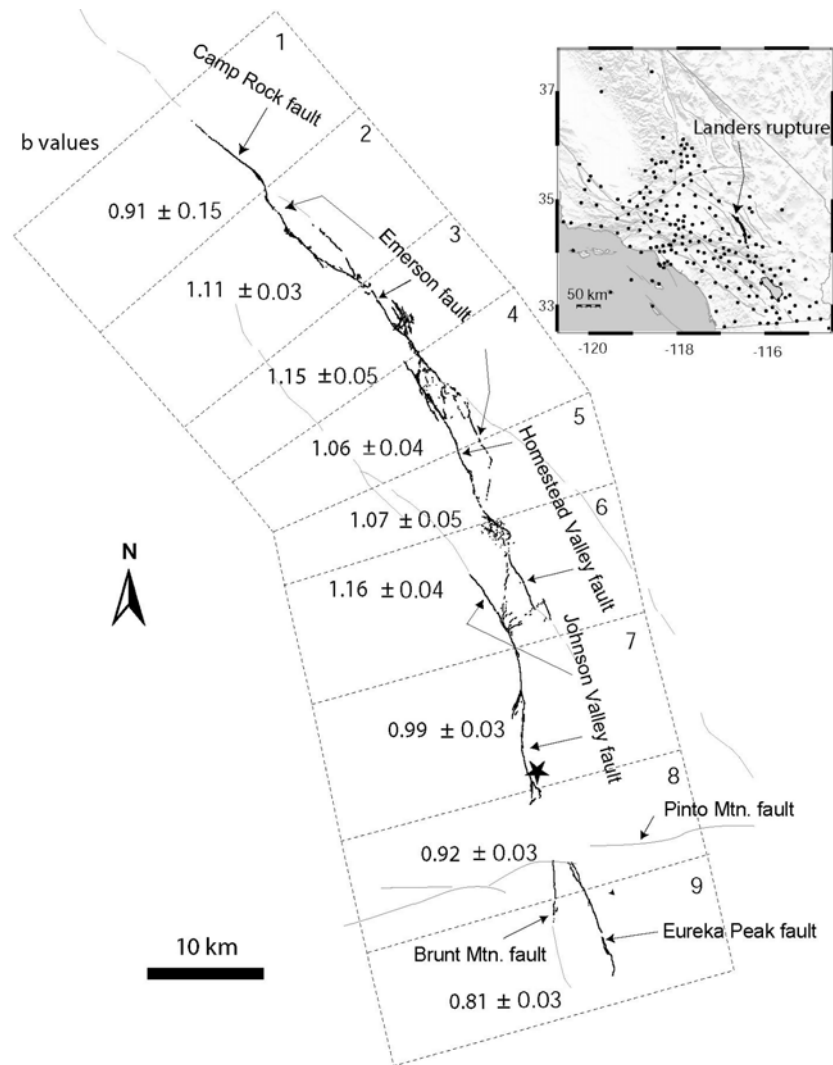 1
Camp Rock fault
2
b values
0.91 ± 0.15
Emerson fault
3
1.11 ± 0.03
4
1.15 ± 0.05
5
1.06 ± 0.04
Homestead Valley fault
6
1.07 ± 0.05
1.16 ± 0.04
N
Johnson Valley fault
7
0.99 ± 0.03
8
Pinto Mtn. fault
0.92 ± 0.03
9
10 km
Brunt Mtn. fault
Eureka Peak fault
0.81 ± 0.03
37
Landers rupture
35
50 km
33
-120
-118
-116